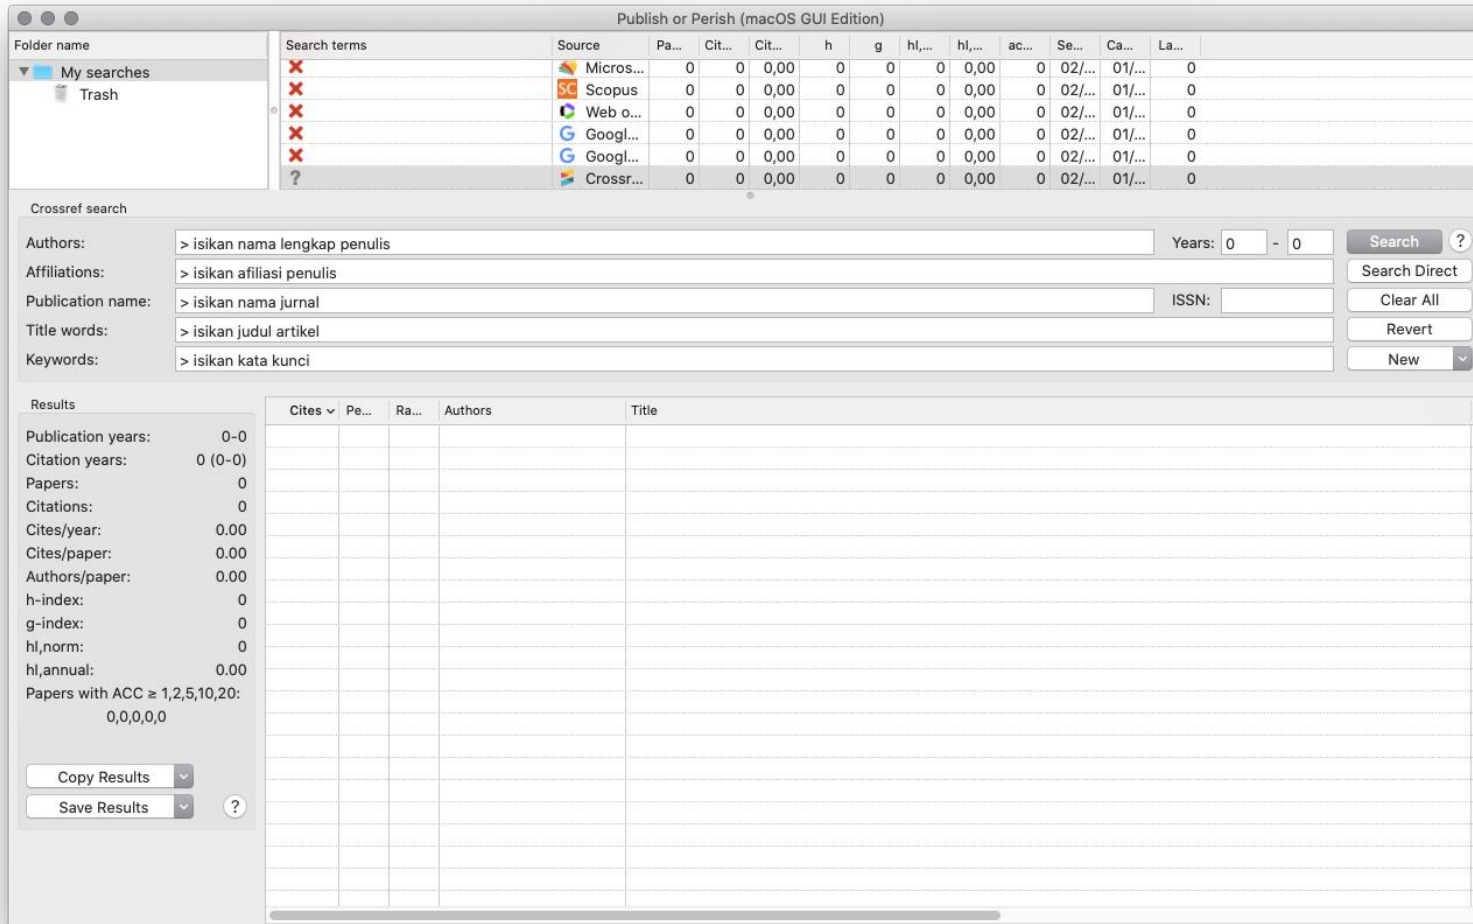 Publish or Perish (macOS GUI Edition)
Folder name
My searches
Trash
Search terms Source Pa... Cit... Cit... h g hI,... hI,... ac... Se... Ca... La...
Micros... 0 0 0,00 0 0 0 0,00 0 02/... 01/... 0
SC Scopus 0 0 0,00 0 0 0 0,00 0 02/... 01/... 0
Web o... 0 0 0,00 0 0 0 0,00 0 02/... 01/... 0
G Googl... 0 0 0,00 0 0 0 0,00 0 02/... 01/... 0
G Googl... 0 0 0,00 0 0 0 0,00 0 02/... 01/... 0
? Crossr... 0 0 0,00 0 0 0 0,00 0 02/... 01/... 0
Crossref search
Authors: > isikan nama lengkap penulis Years: 0 - 0 Search ?
Affiliations: > isikan afiliasi penulis Search Direct
Publication name: > isikan nama jurnal ISSN: Clear All
Title words: > isikan judul artikel Revert
Keywords: > isikan kata kunci New
Results
Publication years: 0-0
Citation years: 0 (0-0)
Papers: 0
Citations: 0
Cites/year: 0.00
Cites/paper: 0.00
Authors/paper: 0.00
h-index: 0
g-index: 0
hI,norm: 0
hI,annual: 0.00
Papers with ACC ≥ 1,2,5,10,20:
0,0,0,0,0
Copy Results
Save Results ?
Cites Pe... Ra... Authors Title